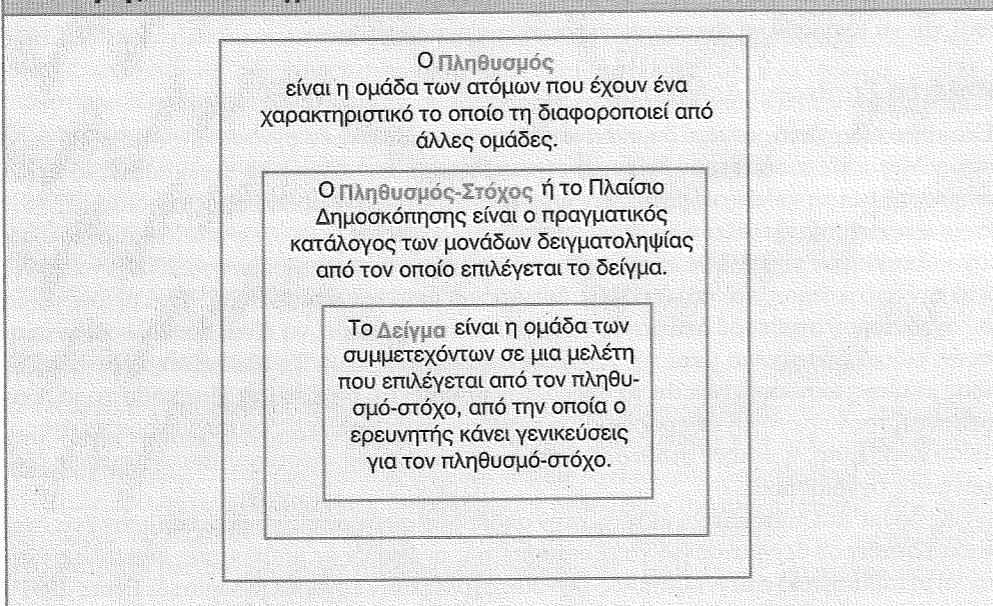 Ο Πληθυσμός
είναι η ομάδα των ατόμων που έχουν ένα
χαρακτηριστικό το οποίο τη διαφοροποιεί από
άλλες ομάδες.
Ο Πληθυσμός-Στόχος ή το Πλαίσιο
Δημοσκόπησης είναι ο πραγματικός
κατάλογος των μονάδων δειγματοληψίας
από τον οποίο επιλέγεται το δείγμα.
Το Δείγμα είναι η ομάδα των
συμμετεχόντων σε μια μελέτη
που επιλέγεται από τον πληθυ-
σμό-στόχο, από την οποία ο
ερευνητής κάνει γενικεύσεις
για τον πληθυσμό-στόχο.